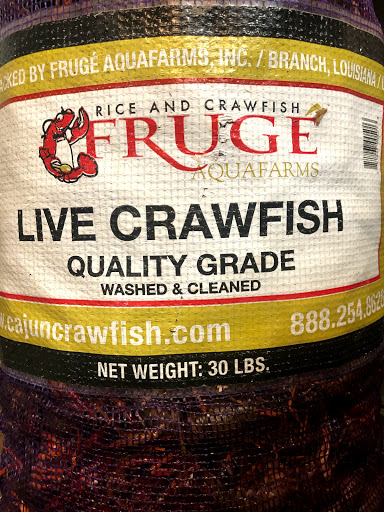 PACKED BY FRUGÉ AQUAFARMS, INC. / BRANCH, LOUISIANA /
RICE AND CRAWFISH
FRUGÉ
AQUAFARMS
LIVE CRAWFISH
QUALITY GRADE
WASHED & CLEANED
.cajuncrawfish.com 888.254.862
NET WEIGHT: 30 LBS.